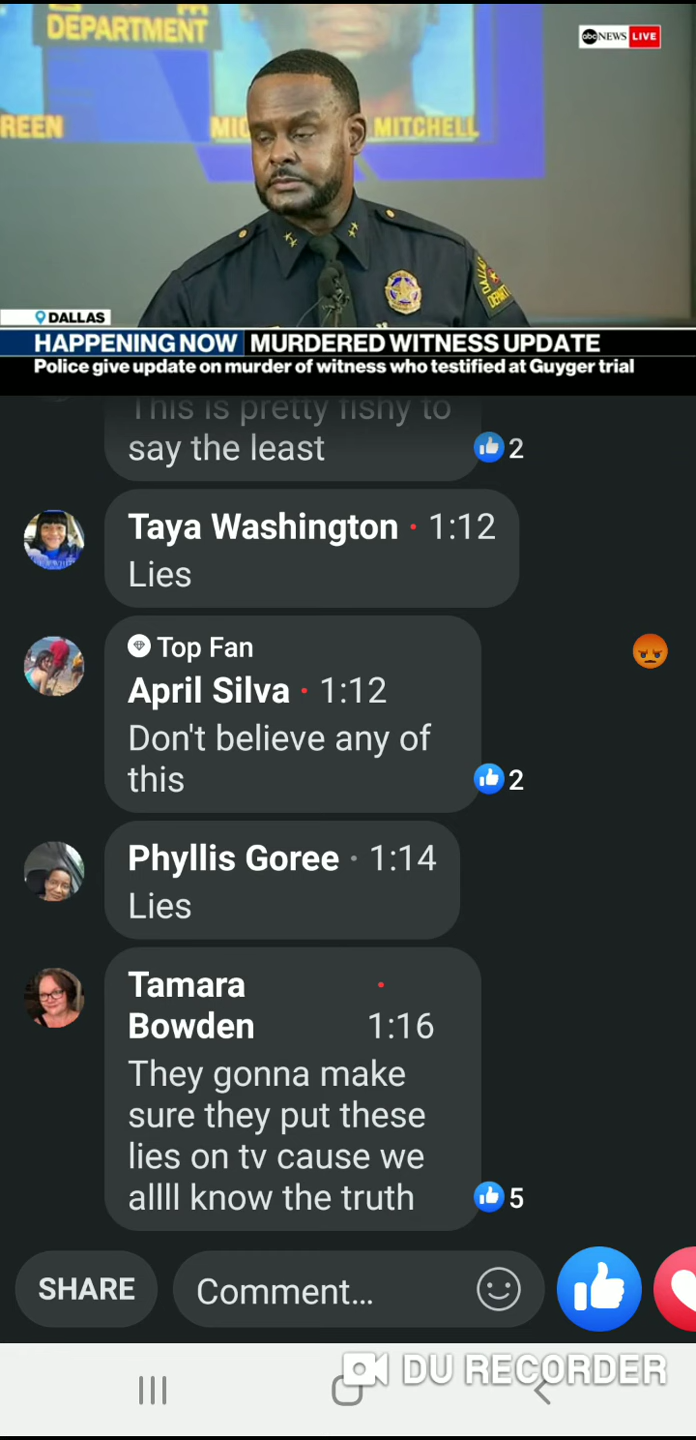 DEPARTMENT
abc NEWS LIVE
REEN
MITCHELL
DALLAS
DALLAS
HAPPENING NOW MURDERED WITNESS UPDATE
Police give update on murder of witness who testified at Guyger trial
This is pretty fishy to
say the least
2
Taya Washington · 1:12
Lies
Top Fan
April Silva · 1:12
Don't believe any of
this
2
Phyllis Goree · 1:14
Lies
Tamara ·
Bowden 1:16
They gonna make
sure they put these
lies on tv cause we
allll know the truth
5
SHARE
Comment...
DU RECORDER